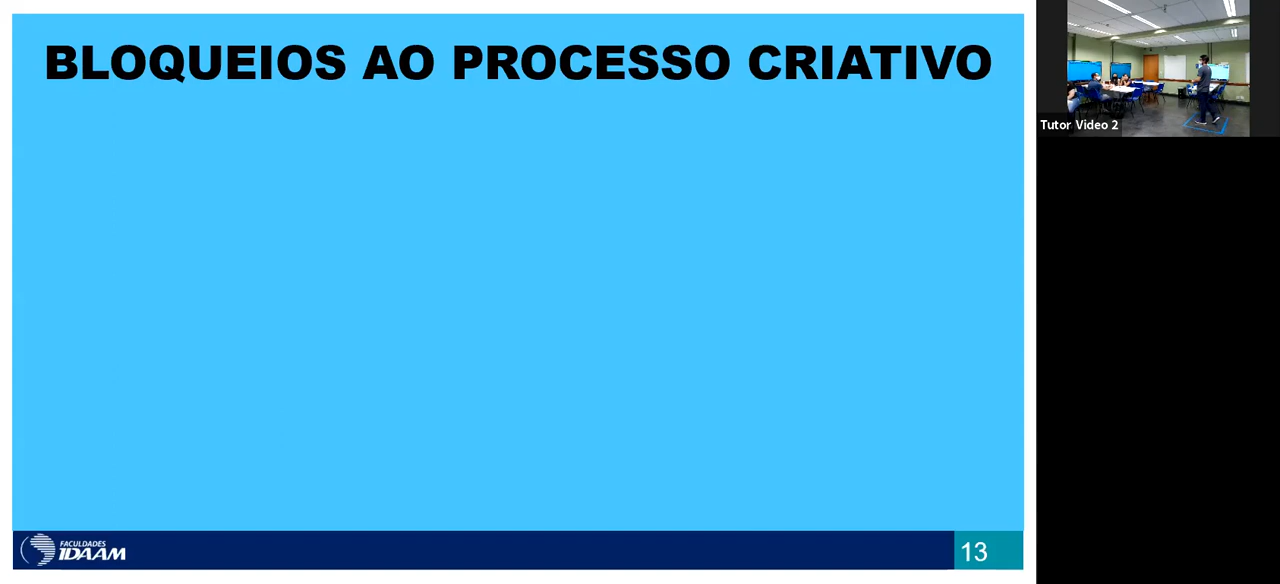 BLOQUEIOS AO PROCESSO CRIATIVO
Tutor Video 2
FACULDADES
IDAAM
13